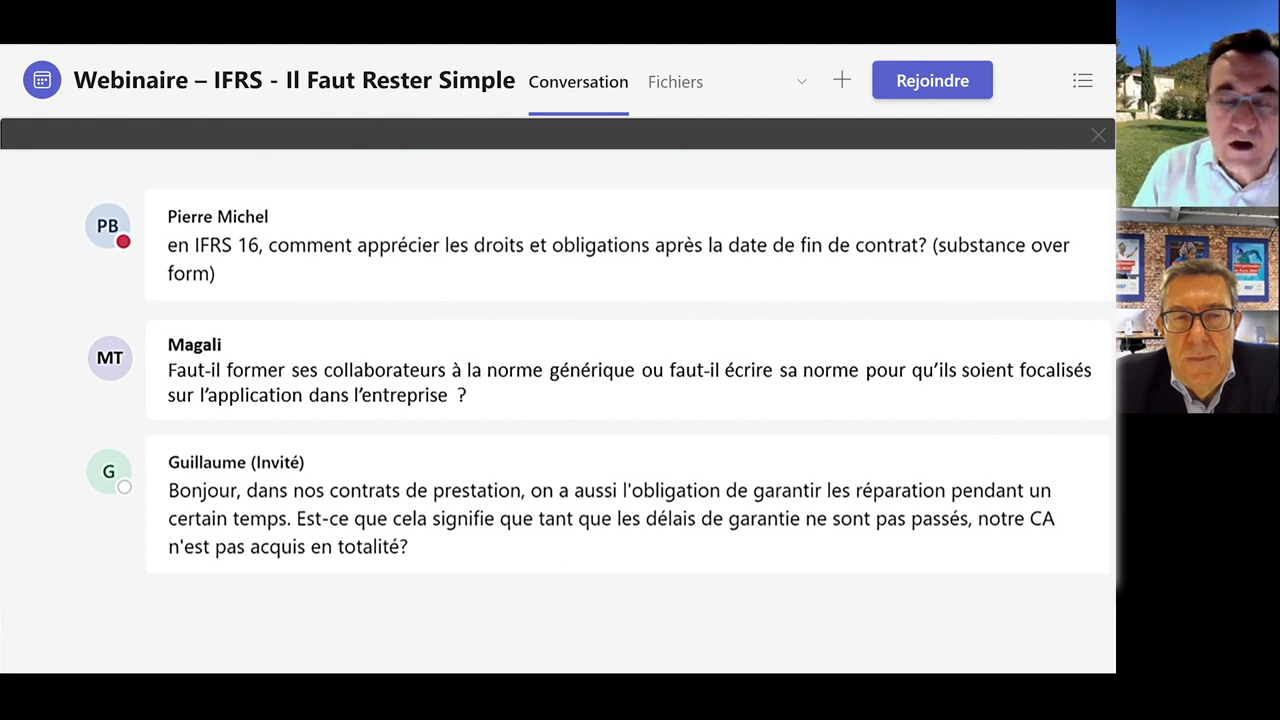 Webinaire – IFRS - Il Faut Rester Simple
Conversation
Fichiers
Rejoindre
PB
Pierre Michel
en IFRS 16, comment apprécier les droits et obligations après la date de fin de contrat? (substance over
form)
MT
Magali
Faut-il former ses collaborateurs à la norme générique ou faut-il écrire sa norme pour qu’ils soient focalisés
sur l’application dans l’entreprise ?
G
Guillaume (Invité)
Bonjour, dans nos contrats de prestation, on a aussi l'obligation de garantir les réparation pendant un
certain temps. Est-ce que cela signifie que tant que les délais de garantie ne sont pas passés, notre CA
n'est pas acquis en totalité?